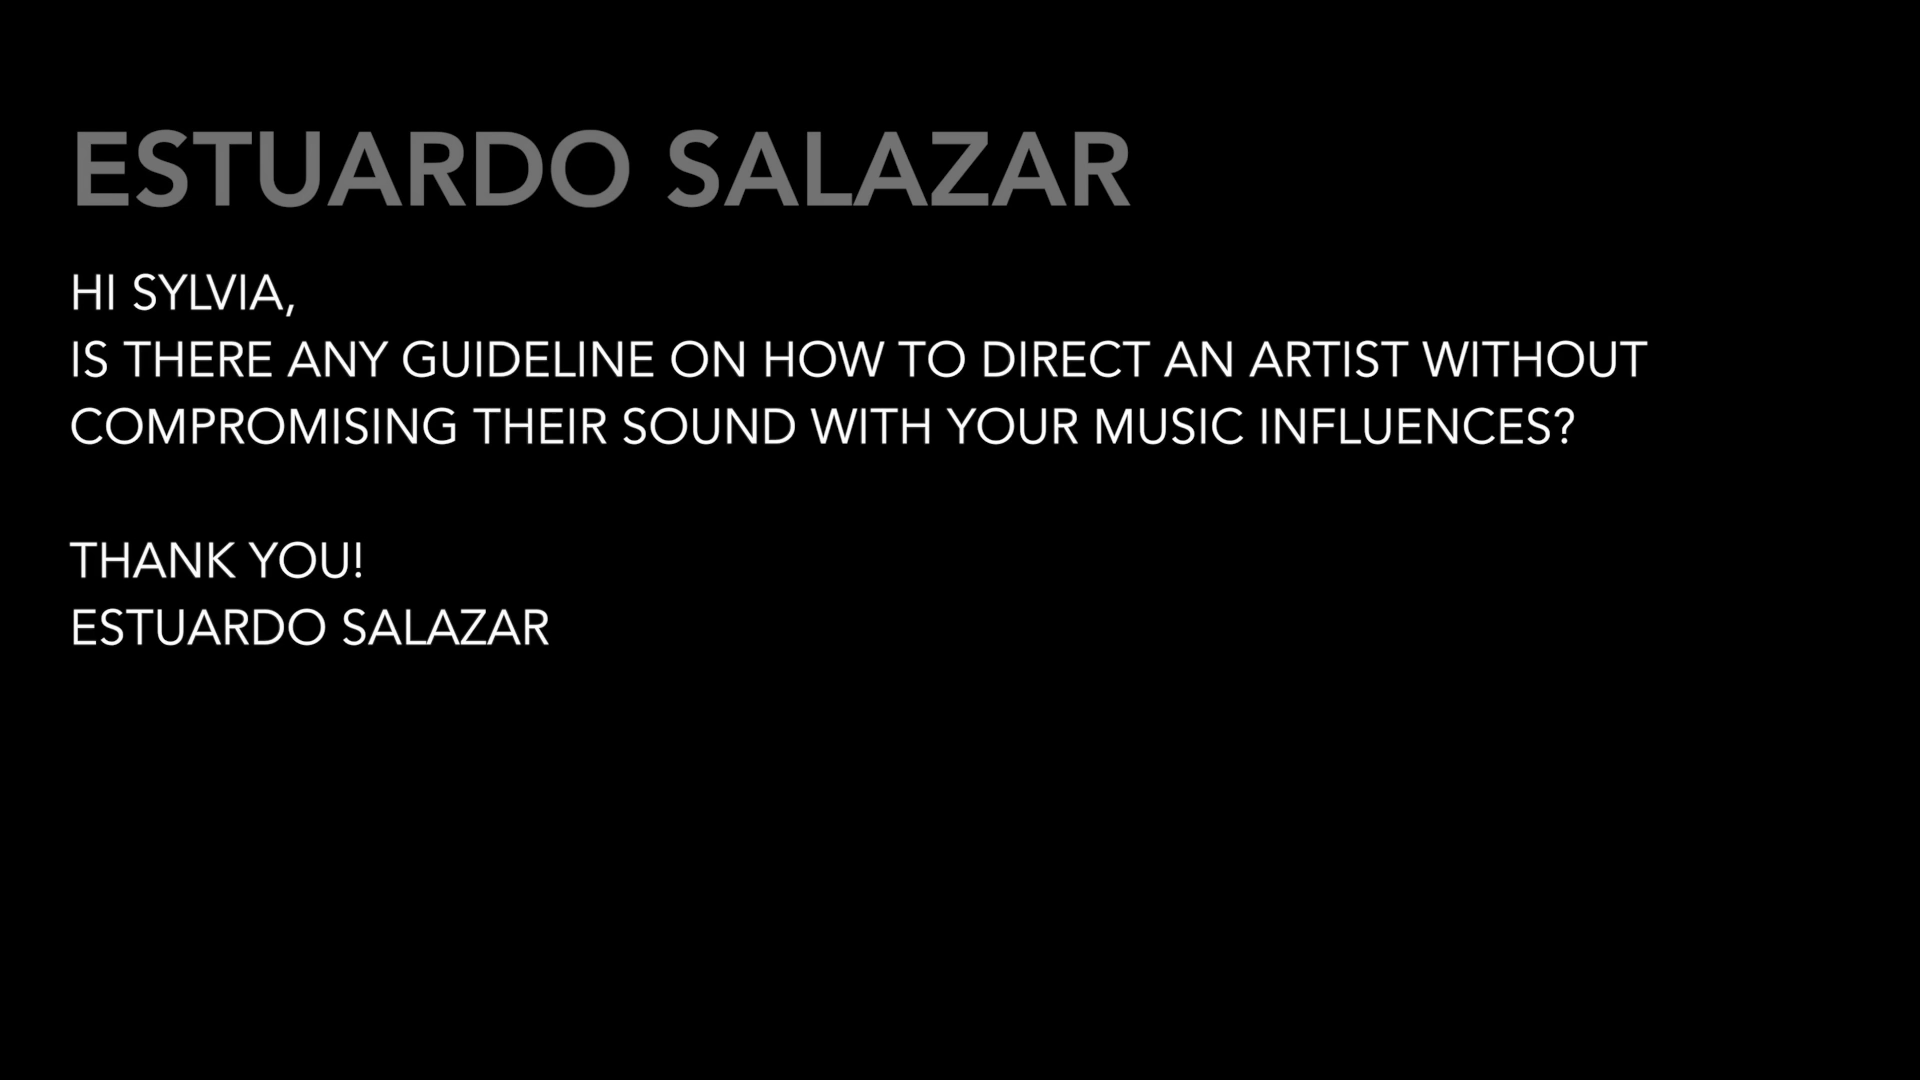 ESTUARDO SALAZAR
HI SYLVIA,
IS THERE ANY GUIDELINE ON HOW TO DIRECT AN ARTIST WITHOUT
COMPROMISING THEIR SOUND WITH YOUR MUSIC INFLUENCES?
THANK YOU!
ESTUARDO SALAZAR